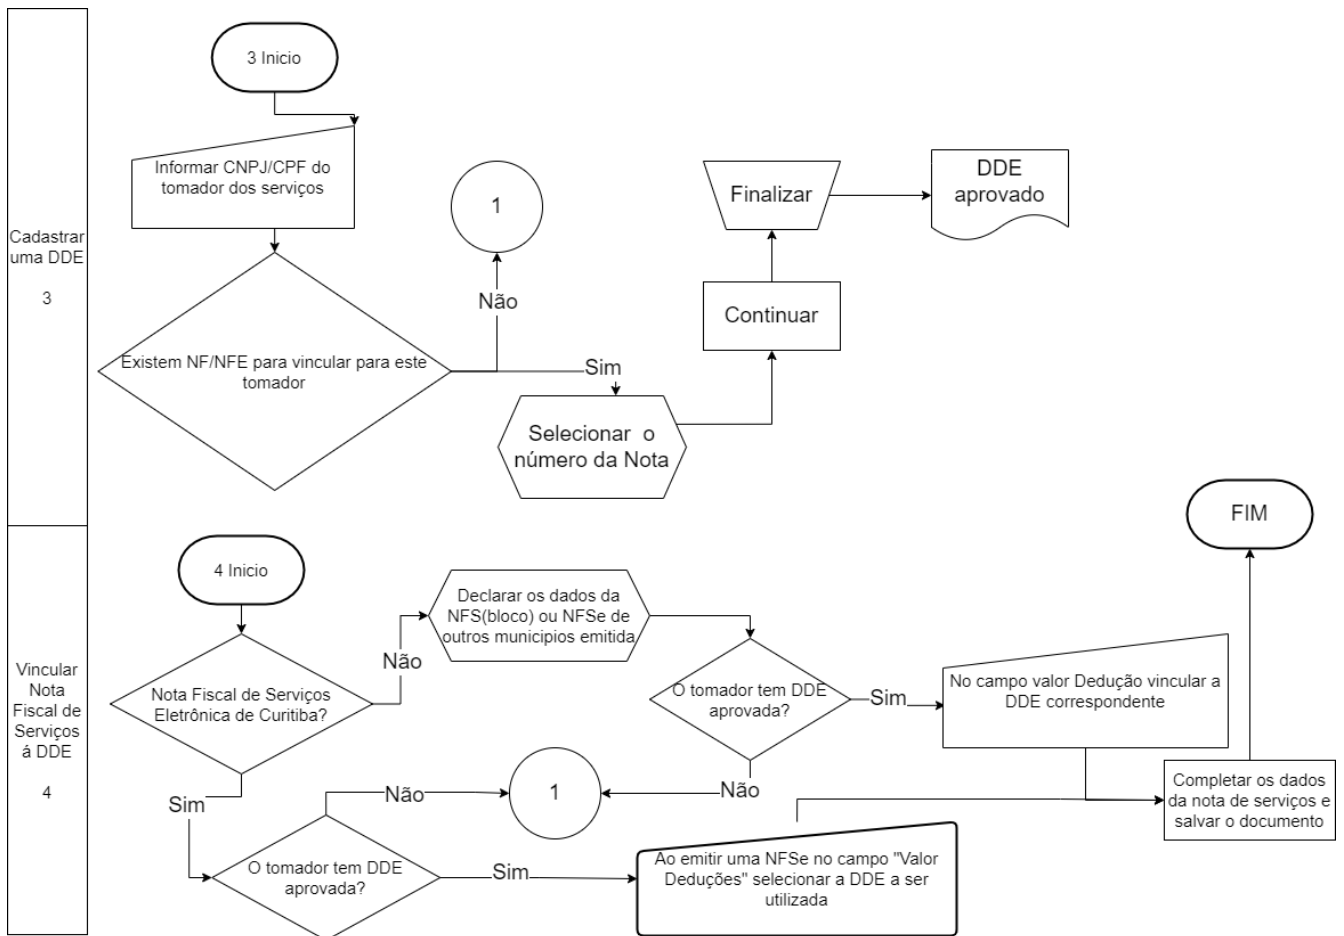 Cadastrar
uma DDE
3
3 Inicio
Informar CNPJ/CPF do
tomador dos serviços
Existem NF/NFE para vincular para este
tomador
Não
1
Sim
Selecionar o
número da Nota
Continuar
Finalizar
DDE
aprovado
Vincular
Nota
Fiscal de
Serviços
á DDE
4
4 Inicio
Nota Fiscal de Serviços
Eletrônica de Curitiba?
Não
Declarar os dados da
NFS(bloco) ou NFSe de
outros municipios emitida
O tomador tem DDE
aprovada?
Sim
No campo valor Dedução vincular a
DDE correspondente
Não
1
Sim
O tomador tem DDE
aprovada?
Não
Sim
Ao emitir uma NFSe no campo "Valor
Deduções" selecionar a DDE a ser
utilizada
Completar os dados
da nota de serviços e
salvar o documento
FIM